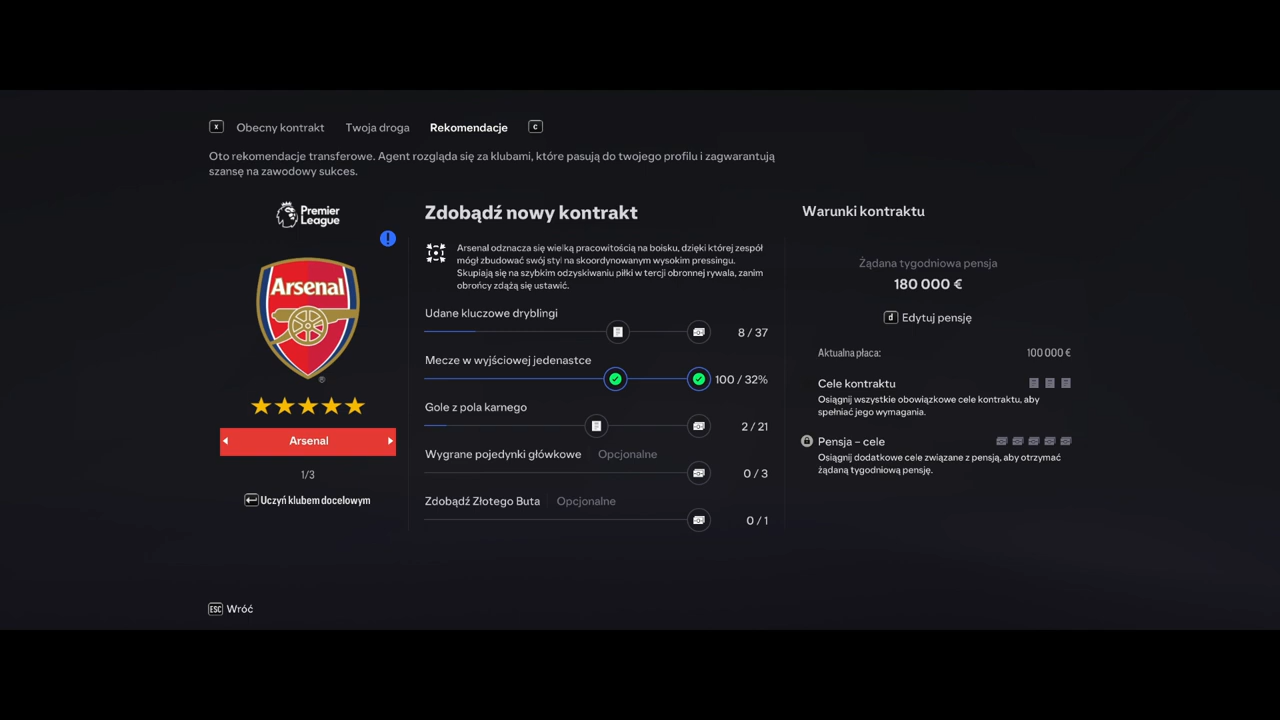 X Obecny kontrakt Twoja droga Rekomendacje C
Oto rekomendacje transferowe. Agent rozgląda się za klubami, które pasują do twojego profilu i zagwarantują
szansę na zawodowy sukces.
Premier
League
Arsenal
®
Arsenal
1/3
Uczyń klubem docelowym
Zdobądź nowy kontrakt
Arsenal odznacza się wielką pracowitością na boisku, dzięki której zespół
mógł zbudować swój styl na skoordynowanym wysokim pressingu.
Skupiają się na szybkim odzyskiwaniu piłki w tercji obronnej rywala, zanim
obrońcy zdążą się ustawić.
Udane kluczowe dryblingi
8 / 37
Mecze w wyjściowej jedenastce
100 / 32%
Gole z pola karnego
2 / 21
Wygrane pojedynki główkowe Opcjonalne
0 / 3
Zdobądź Złotego Buta Opcjonalne
0 / 1
Warunki kontraktu
Żądana tygodniowa pensja
180 000 €
d Edytuj pensję
Aktualna płaca: 100 000 €
Cele kontraktu
Osiągnij wszystkie obowiązkowe cele kontraktu, aby
spełniać jego wymagania.
Pensja – cele
Osiągnij dodatkowe cele związane z pensją, aby otrzymać
żądaną tygodniową pensję.
ESC Wróć